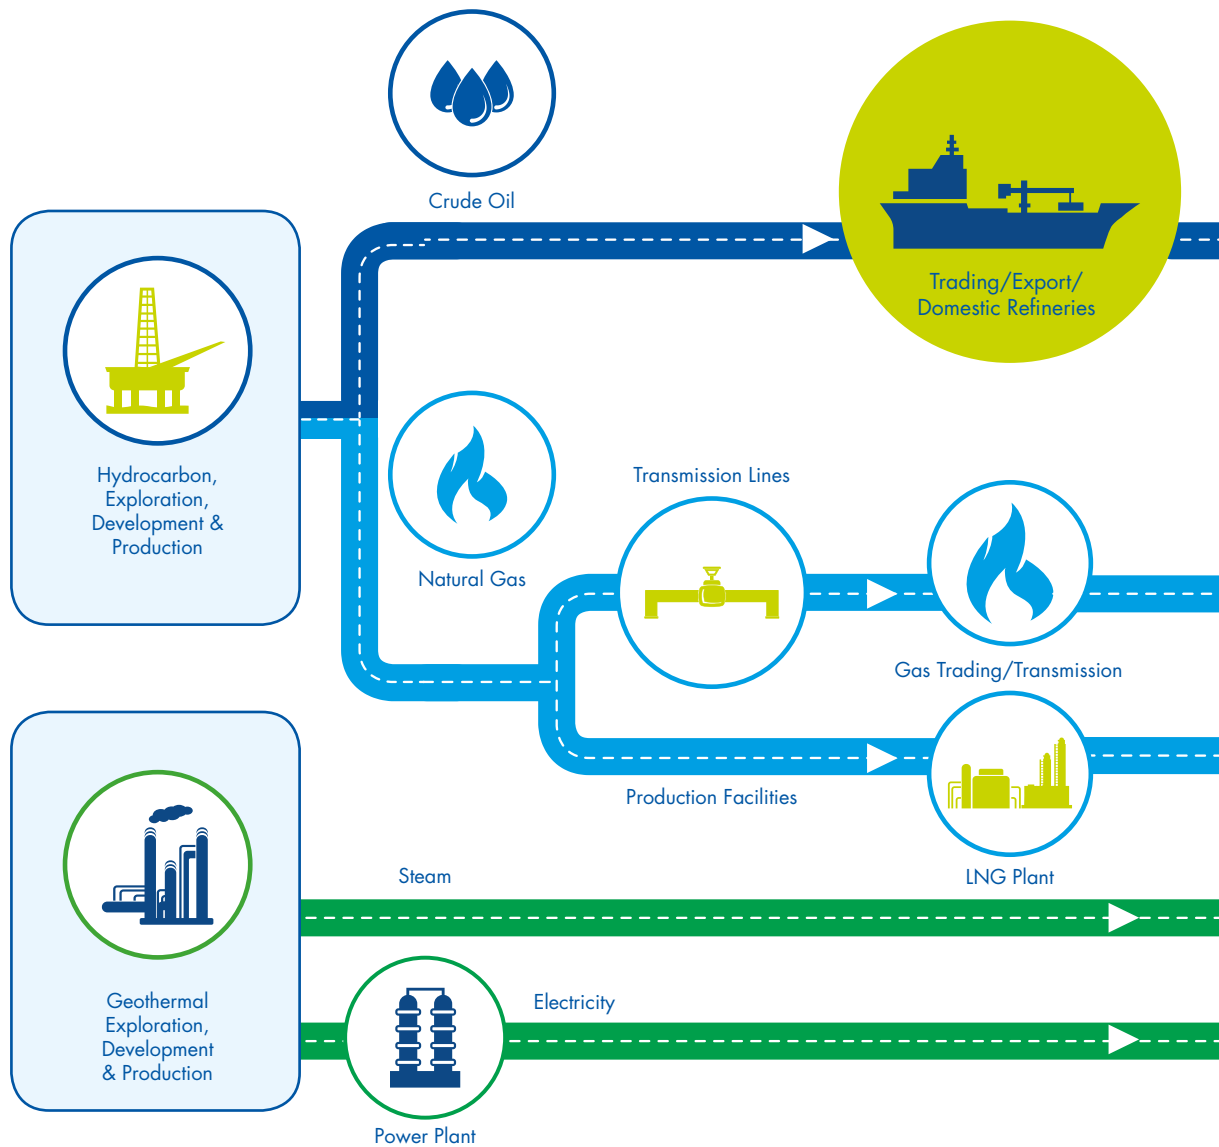 Crude Oil
Trading/Export/
Domestic Refineries
Hydrocarbon,
Exploration,
Development &
Production
Natural Gas
Transmission Lines
Gas Trading/Transmission
Production Facilities
LNG Plant
Geothermal
Exploration,
Development
& Production
Steam
Electricity
Power Plant